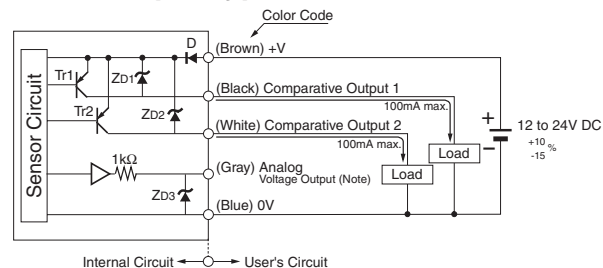 Color Code
D
(Brown) +V
Tr1
ZD1
(Black) Comparative Output 1
100mA max.
Tr2
ZD2
(White) Comparative Output 2
100mA max.
+
−
12 to 24V DC
+10
-15 %
Load
Load
Sensor Circuit
1kΩ
(Gray) Analog
Voltage Output (Note)
ZD3
(Blue) 0V
Internal Circuit
User's Circuit